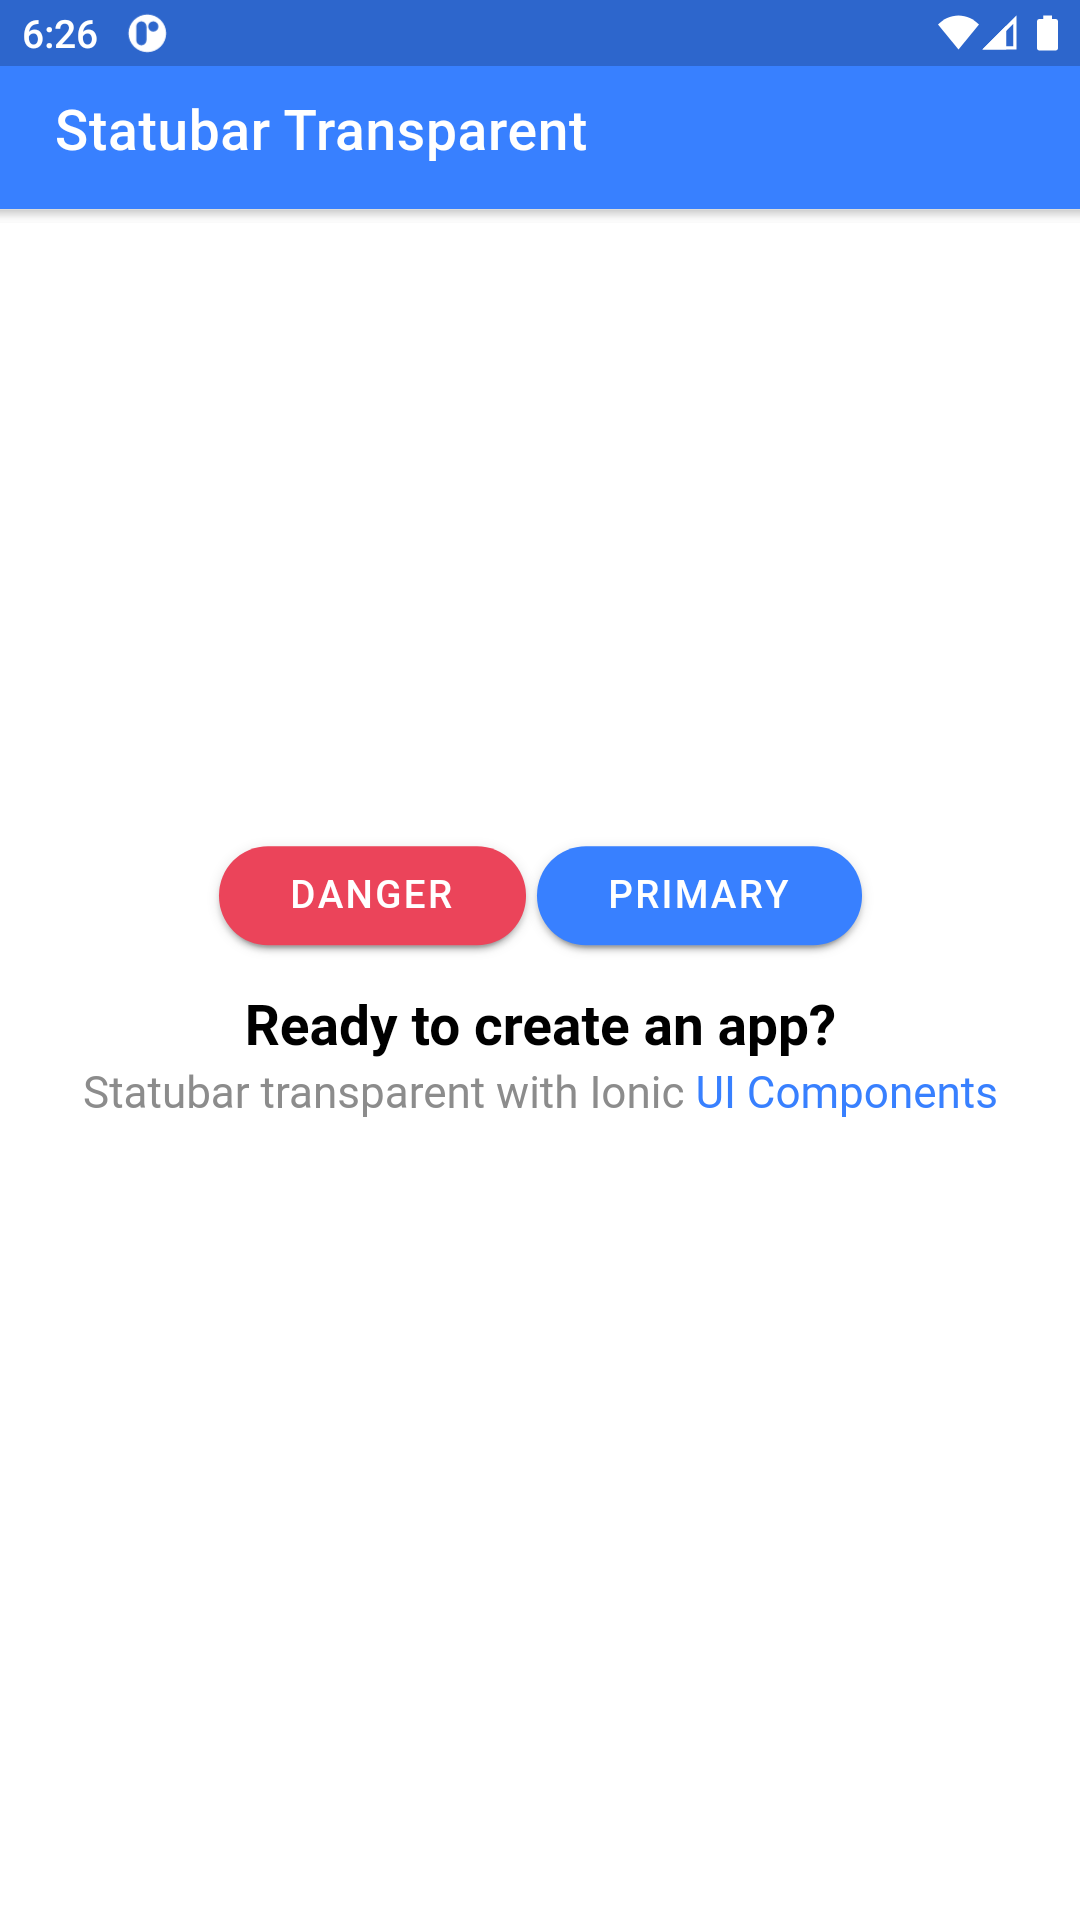 6:26
Statubar Transparent
DANGER PRIMARY
Ready to create an app?
Statubar transparent with Ionic UI Components